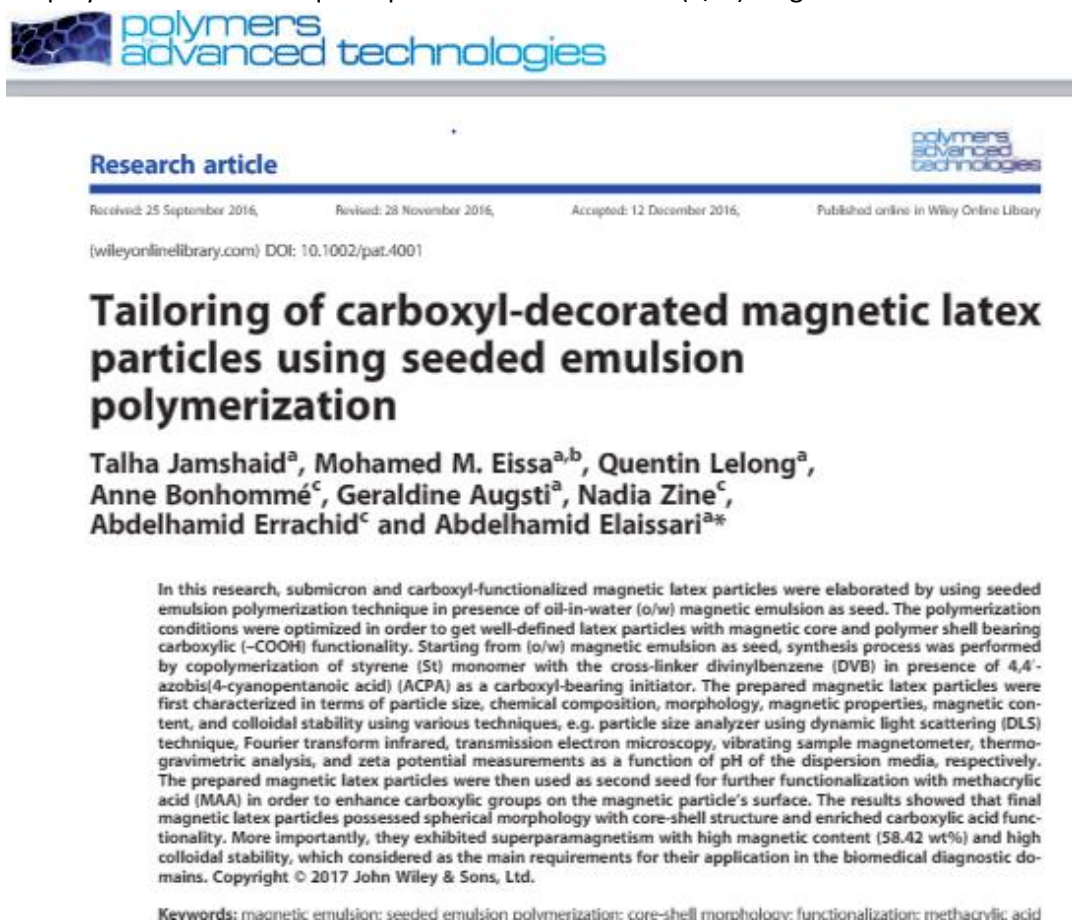 polymers
advanced technologies
Research article
polymers
advanced
technologies
Received: 25 September 2016, Revised: 28 November 2016, Accepted: 12 December 2016, Published online in Wiley Online Library
(wileyonlinelibrary.com) DOI: 10.1002/pat.4001
Tailoring of carboxyl-decorated magnetic latex
particles using seeded emulsion
polymerization
Talha Jamshaidᵃ, Mohamed M. Eissaᵃ,ᵇ, Quentin Lelongᵃ,
Anne Bonhomméᶜ, Geraldine Augstiᵃ, Nadia Zineᶜ,
Abdelhamid Errachidᶜ and Abdelhamid Elaissariᵃ*
In this research, submicron and carboxyl-functionalized magnetic latex particles were elaborated by using seeded
emulsion polymerization technique in presence of oil-in-water (o/w) magnetic emulsion as seed. The polymerization
conditions were optimized in order to get well-defined latex particles with magnetic core and polymer shell bearing
carboxylic (–COOH) functionality. Starting from (o/w) magnetic emulsion as seed, synthesis process was performed
by copolymerization of styrene (St) monomer with the cross-linker divinylbenzene (DVB) in presence of 4,4′-
azobis(4-cyanopentanoic acid) (ACPA) as a carboxyl-bearing initiator. The prepared magnetic latex particles were
first characterized in terms of particle size, chemical composition, morphology, magnetic properties, magnetic con-
tent, and colloidal stability using various techniques, e.g. particle size analyzer using dynamic light scattering (DLS)
technique, Fourier transform infrared, transmission electron microscopy, vibrating sample magnetometer, thermo-
gravimetric analysis, and zeta potential measurements as a function of pH of the dispersion media, respectively.
The prepared magnetic latex particles were then used as second seed for further functionalization with methacrylic
acid (MAA) in order to enhance carboxylic groups on the magnetic particle's surface. The results showed that final
magnetic latex particles possessed spherical morphology with core-shell structure and enriched carboxylic acid func-
tionality. More importantly, they exhibited superparamagnetism with high magnetic content (58.42 wt%) and high
colloidal stability, which considered as the main requirements for their application in the biomedical diagnostic do-
mains. Copyright © 2017 John Wiley & Sons, Ltd.
Keywords: magnetic emulsion; seeded emulsion polymerization; core-shell morphology; functionalization; methacrylic acid